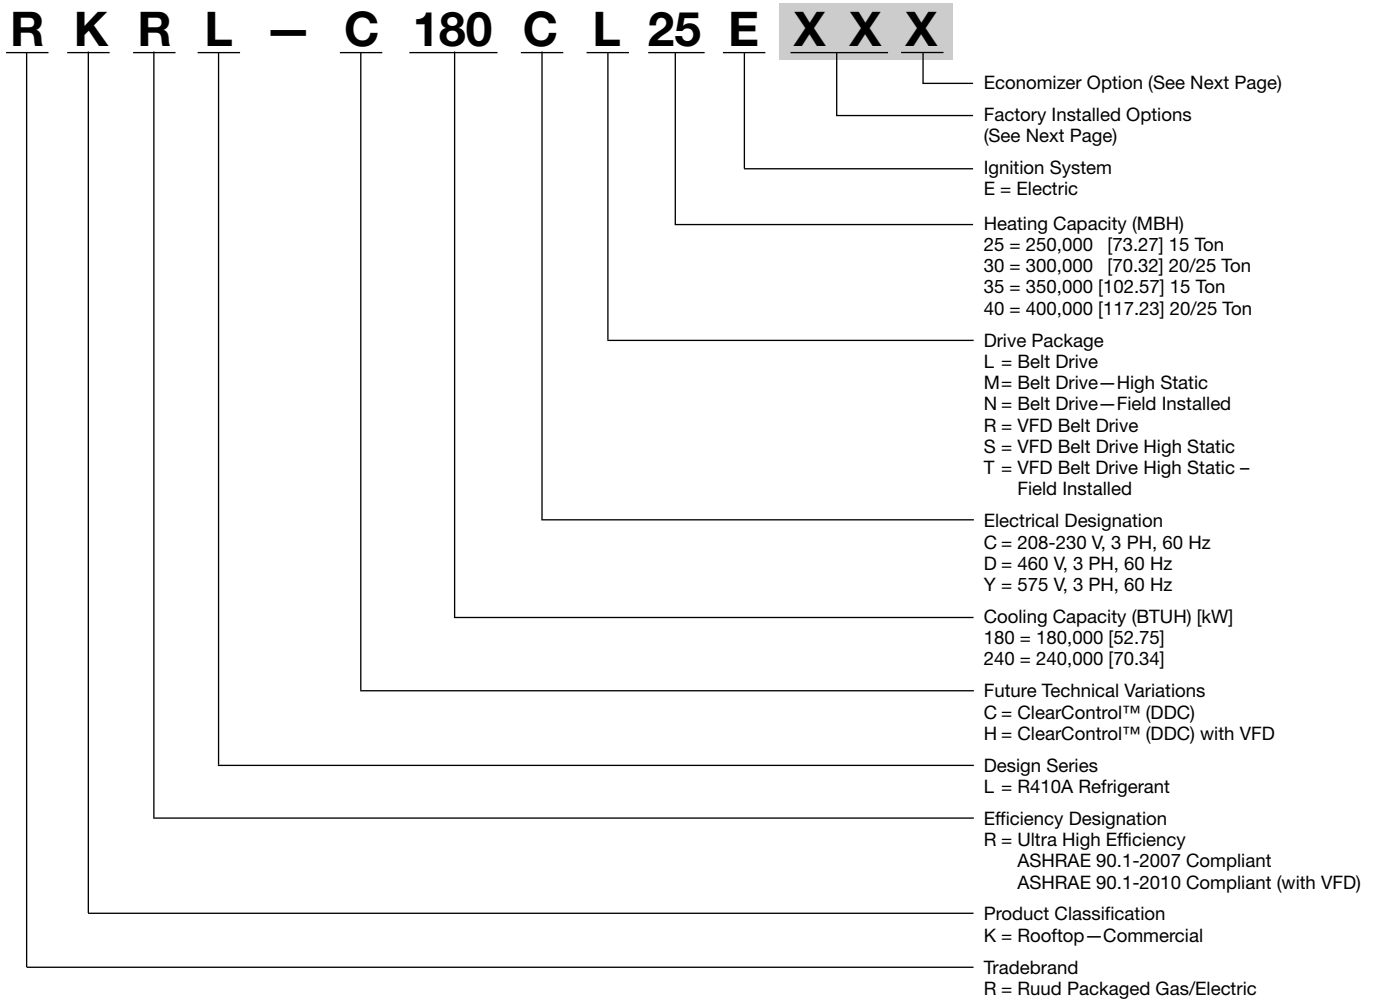 R K R L — C 180 C L 25 E X X X
Economizer Option (See Next Page)
Factory Installed Options
(See Next Page)
Ignition System
E = Electric
Heating Capacity (MBH)
25 = 250,000 [73.27] 15 Ton
30 = 300,000 [70.32] 20/25 Ton
35 = 350,000 [102.57] 15 Ton
40 = 400,000 [117.23] 20/25 Ton
Drive Package
L = Belt Drive
M= Belt Drive—High Static
N = Belt Drive—Field Installed
R = VFD Belt Drive
S = VFD Belt Drive High Static
T = VFD Belt Drive High Static –
Field Installed
Electrical Designation
C = 208-230 V, 3 PH, 60 Hz
D = 460 V, 3 PH, 60 Hz
Y = 575 V, 3 PH, 60 Hz
Cooling Capacity (BTUH) [kW]
180 = 180,000 [52.75]
240 = 240,000 [70.34]
Future Technical Variations
C = ClearControl™ (DDC)
H = ClearControl™ (DDC) with VFD
Design Series
L = R410A Refrigerant
Efficiency Designation
R = Ultra High Efficiency
ASHRAE 90.1-2007 Compliant
ASHRAE 90.1-2010 Compliant (with VFD)
Product Classification
K = Rooftop—Commercial
Tradebrand
R = Ruud Packaged Gas/Electric